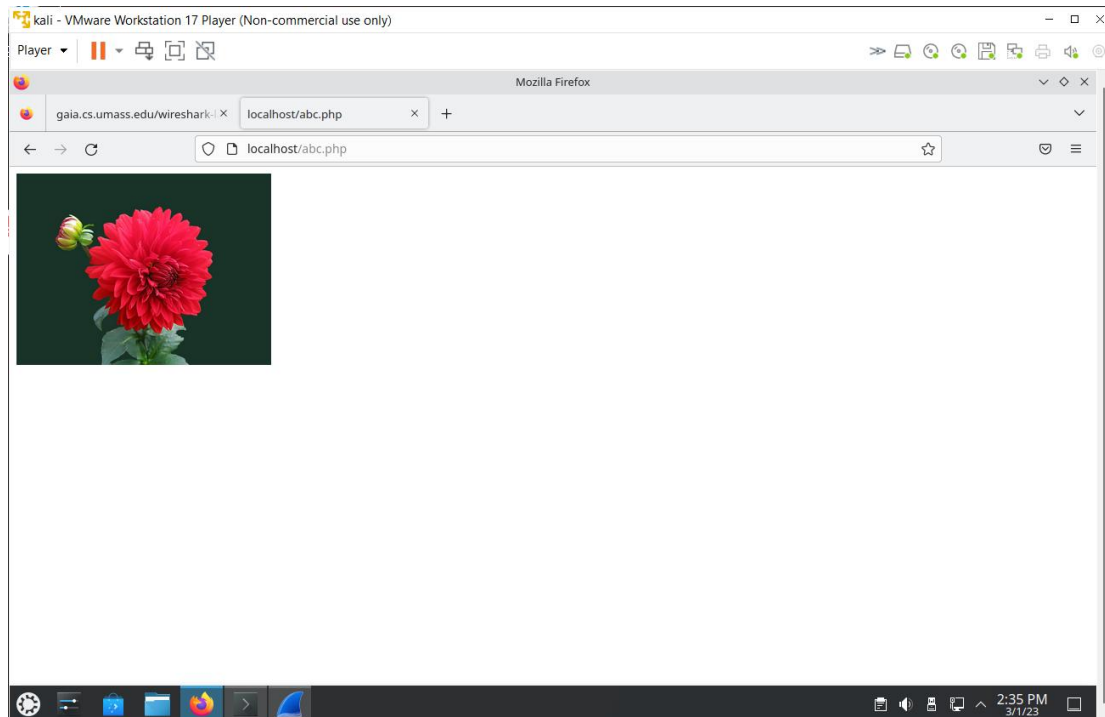 kali - VMware Workstation 17 Player (Non-commercial use only)
Player
Mozilla Firefox
gaia.cs.umass.edu/wireshark-
localhost/abc.php
localhost/abc.php
2:35 PM
3/1/23